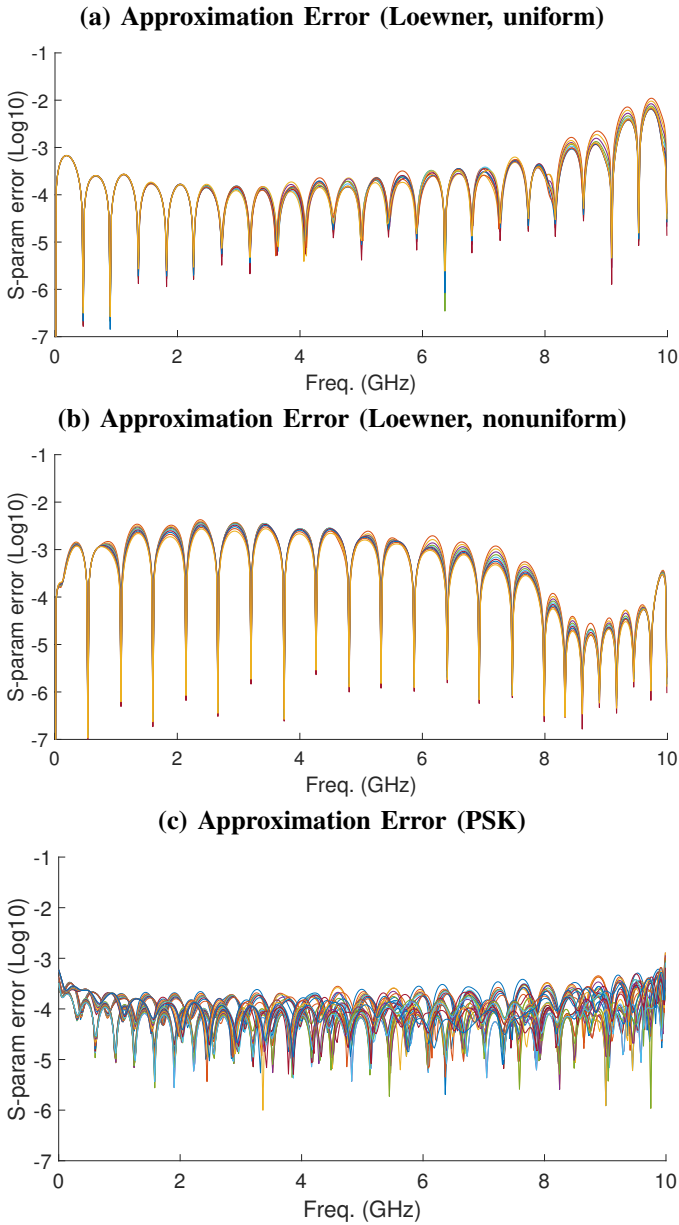 (a) Approximation Error (Loewner, uniform)
-1
-2
-3
-4
-5
-6
-7
S-param error (Log10)
0 2 4 6 8 10
Freq. (GHz)
(b) Approximation Error (Loewner, nonuniform)
-1
-2
-3
-4
-5
-6
-7
S-param error (Log10)
0 2 4 6 8 10
Freq. (GHz)
(c) Approximation Error (PSK)
-1
-2
-3
-4
-5
-6
-7
S-param error (Log10)
0 2 4 6 8 10
Freq. (GHz)